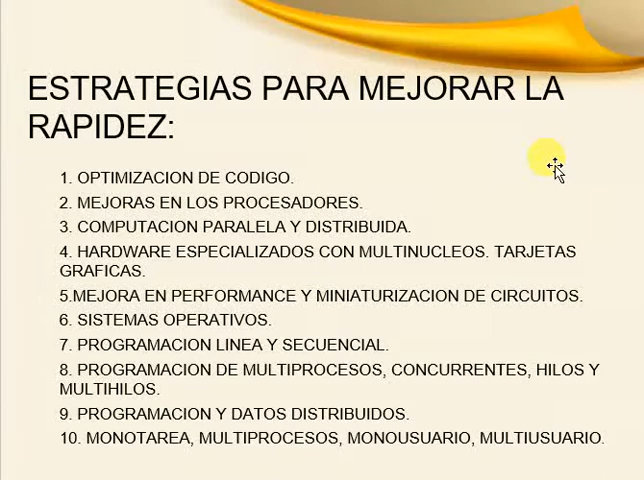 ESTRATEGIAS PARA MEJORAR LA
RAPIDEZ:
1. OPTIMIZACION DE CODIGO.
2. MEJORAS EN LOS PROCESADORES.
3. COMPUTACION PARALELA Y DISTRIBUIDA.
4. HARDWARE ESPECIALIZADOS CON MULTINUCLEOS. TARJETAS
GRAFICAS.
5.MEJORA EN PERFORMANCE Y MINIATURIZACION DE CIRCUITOS.
6. SISTEMAS OPERATIVOS.
7. PROGRAMACION LINEA Y SECUENCIAL.
8. PROGRAMACION DE MULTIPROCESOS, CONCURRENTES, HILOS Y
MULTIHILOS.
9. PROGRAMACION Y DATOS DISTRIBUIDOS.
10. MONOTAREA, MULTIPROCESOS, MONOUSUARIO, MULTIUSUARIO.